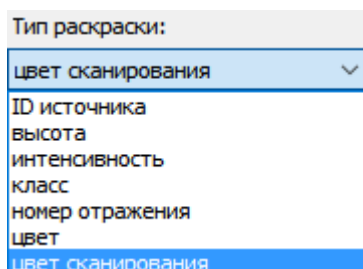 Тип раскраски:
цвет сканирования
ID источника
высота
интенсивность
класс
номер отражения
цвет
цвет сканирования